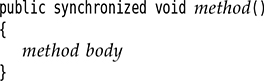 public synchronized void method()
{
method body
}